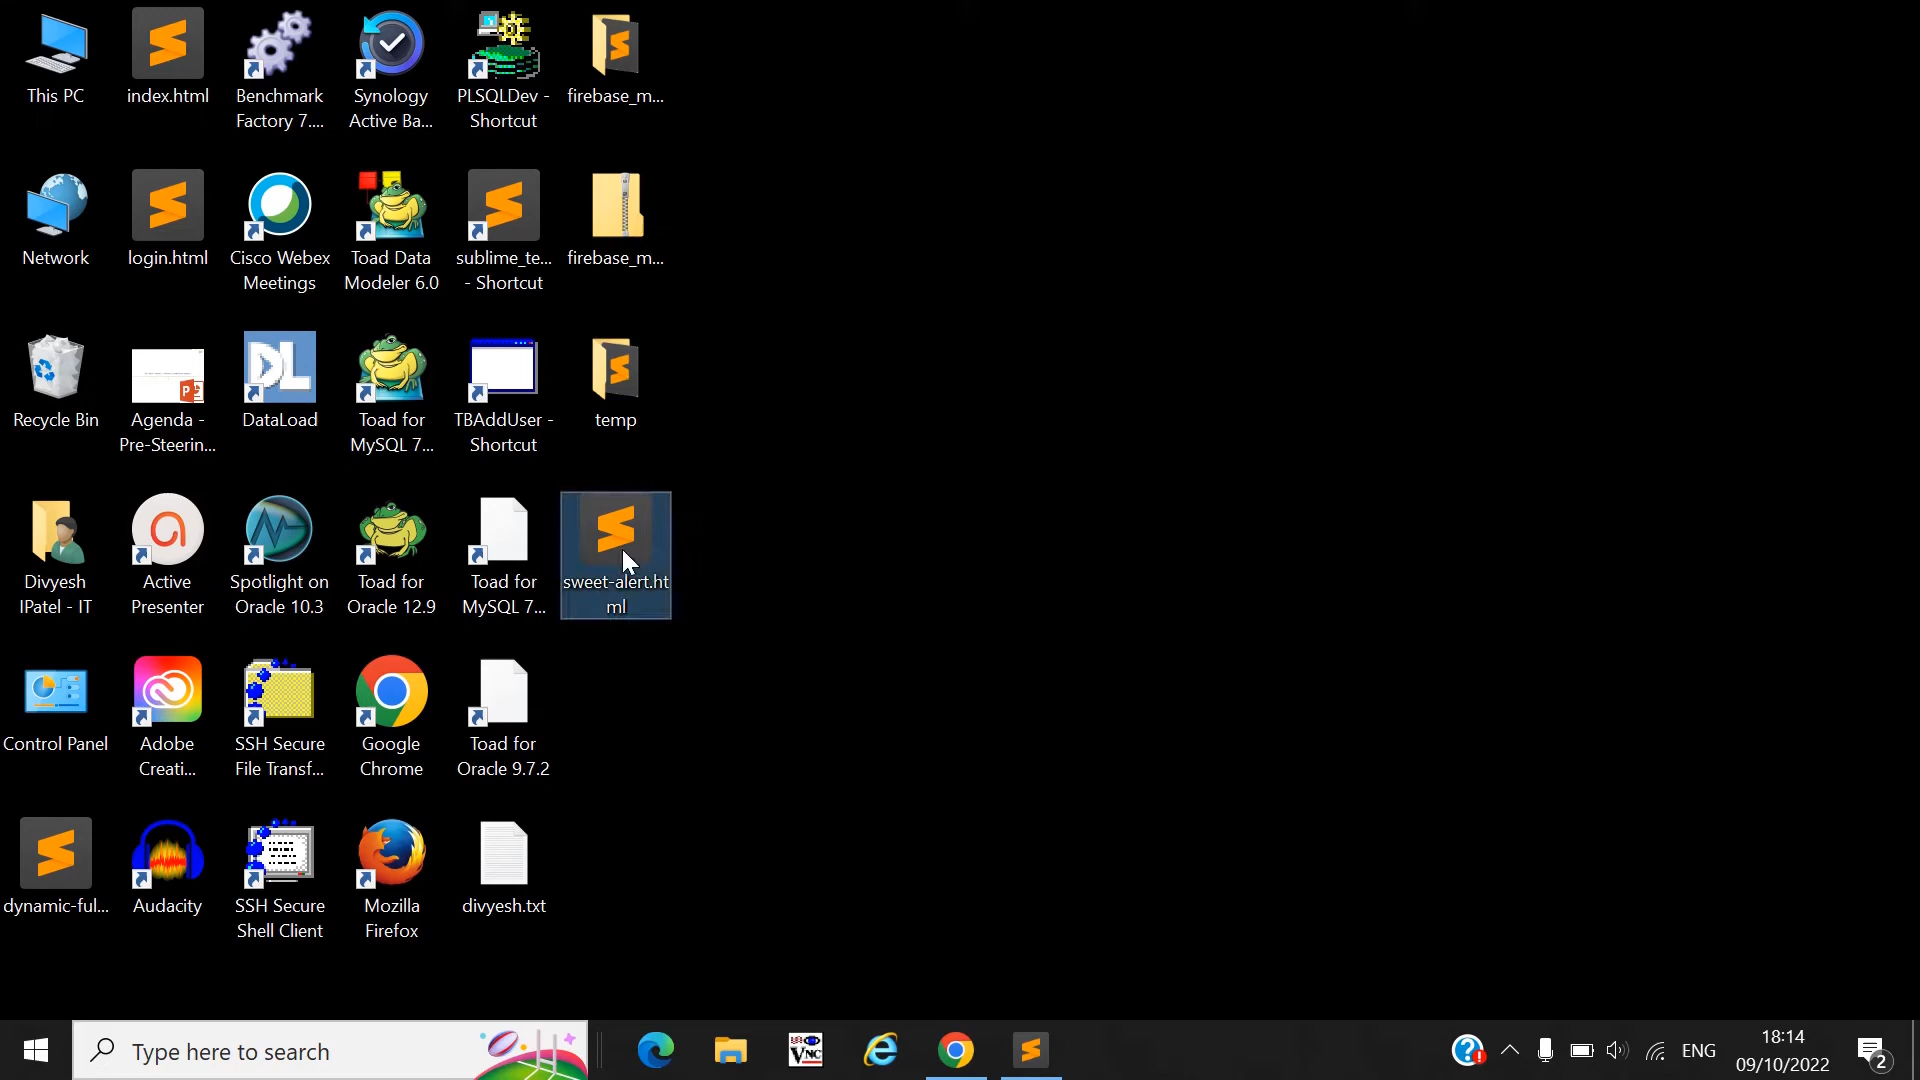 This PC
index.html
Benchmark
Factory 7....
Synology
Active Ba...
PLSQLDev -
Shortcut
firebase_m...
Network
login.html
Cisco Webex
Meetings
Toad Data
Modeler 6.0
sublime_te...
- Shortcut
firebase_m...
Recycle Bin
Agenda -
Pre-Steerin...
DL
DataLoad
Toad for
MySQL 7...
TBAddUser -
Shortcut
temp
Divyesh
IPatel - IT
Active
Presenter
Spotlight on
Oracle 10.3
Toad for
Oracle 12.9
Toad for
MySQL 7...
sweet-alert.ht
ml
Control Panel
Adobe
Creati...
SSH Secure
File Transf...
Google
Chrome
Toad for
Oracle 9.7.2
dynamic-ful...
Audacity
SSH Secure
Shell Client
Mozilla
Firefox
divyesh.txt
Type here to search
VNC
ENG
18:14
09/10/2022
2